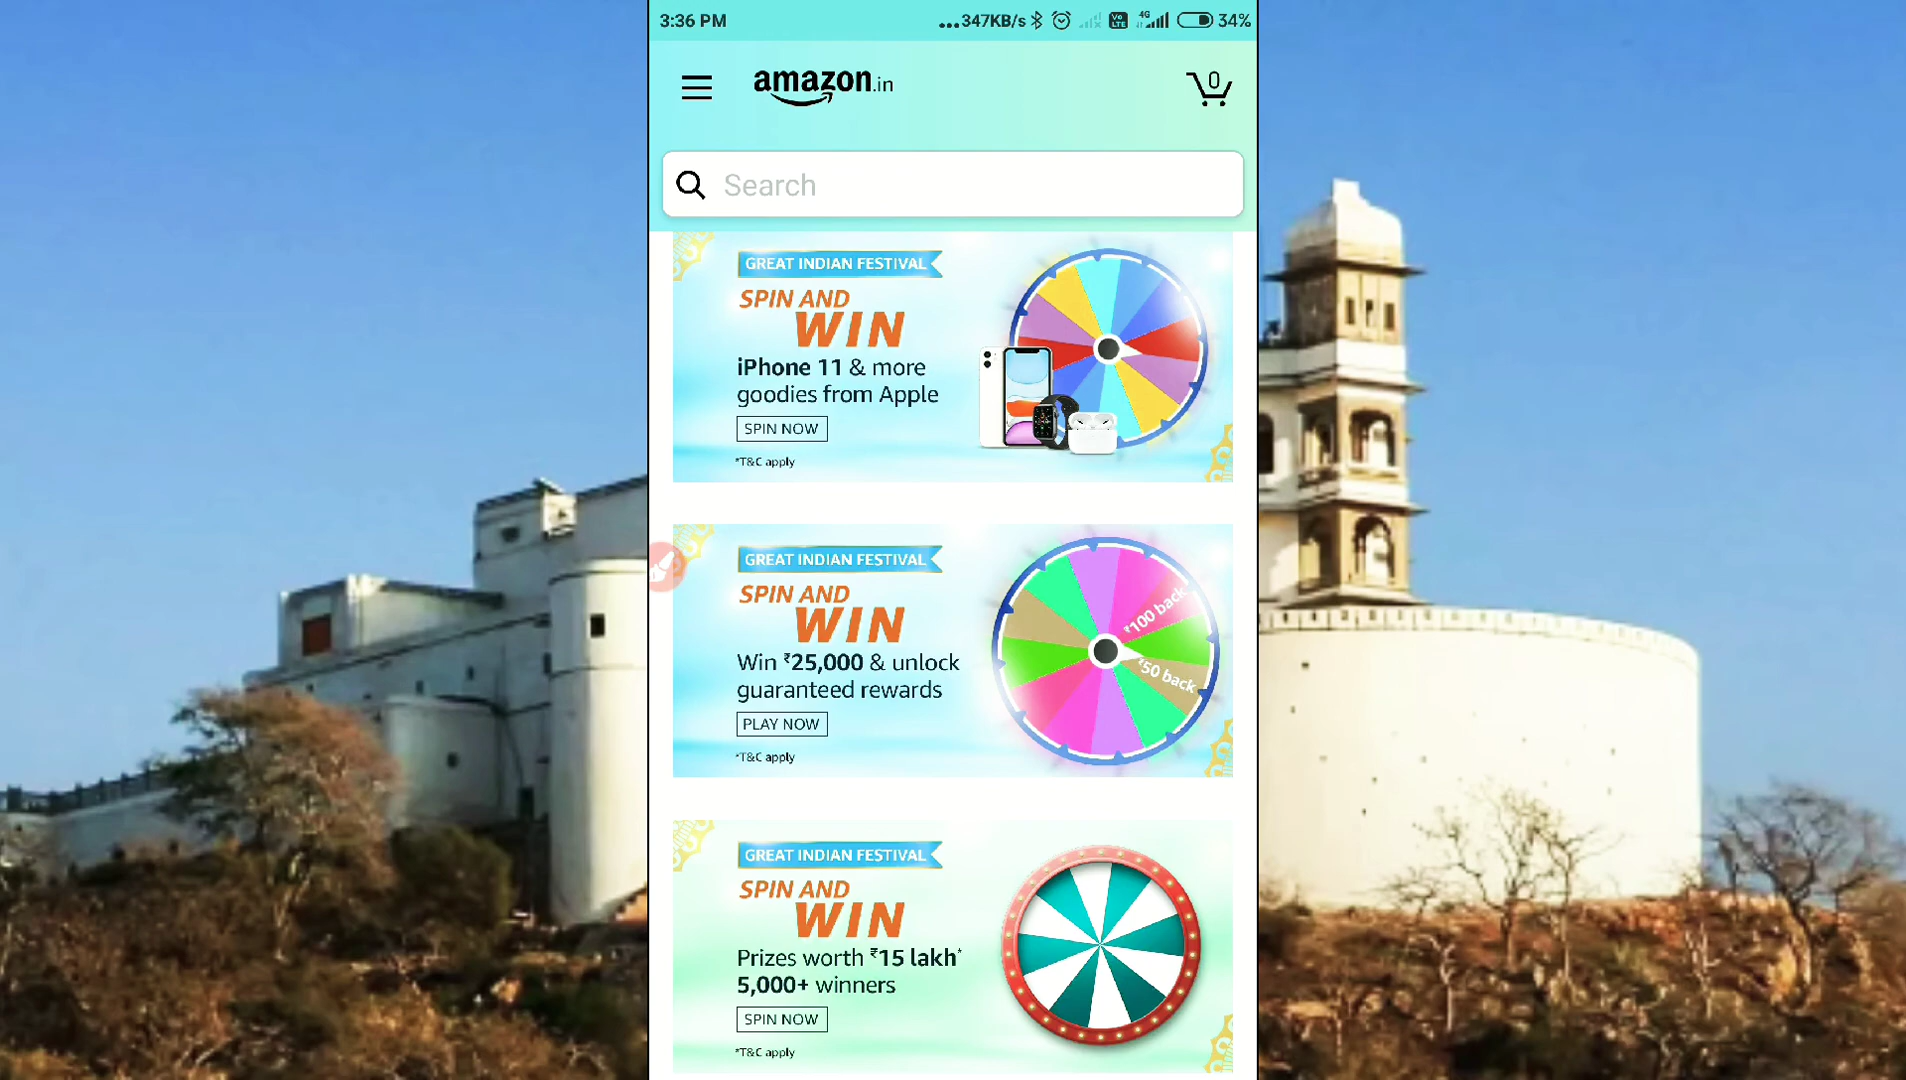 3:36 PM
...347KB/s 4G 34%
Vo LTE
amazon.in
0
Search
GREAT INDIAN FESTIVAL
SPIN AND
WIN
iPhone 11 & more
goodies from Apple
SPIN NOW
*T&C apply
GREAT INDIAN FESTIVAL
SPIN AND
WIN
Win ₹25,000 & unlock
guaranteed rewards
PLAY NOW
*T&C apply
₹100 back
₹50 back
GREAT INDIAN FESTIVAL
SPIN AND
WIN
Prizes worth ₹15 lakh*
5,000+ winners
SPIN NOW
*T&C apply